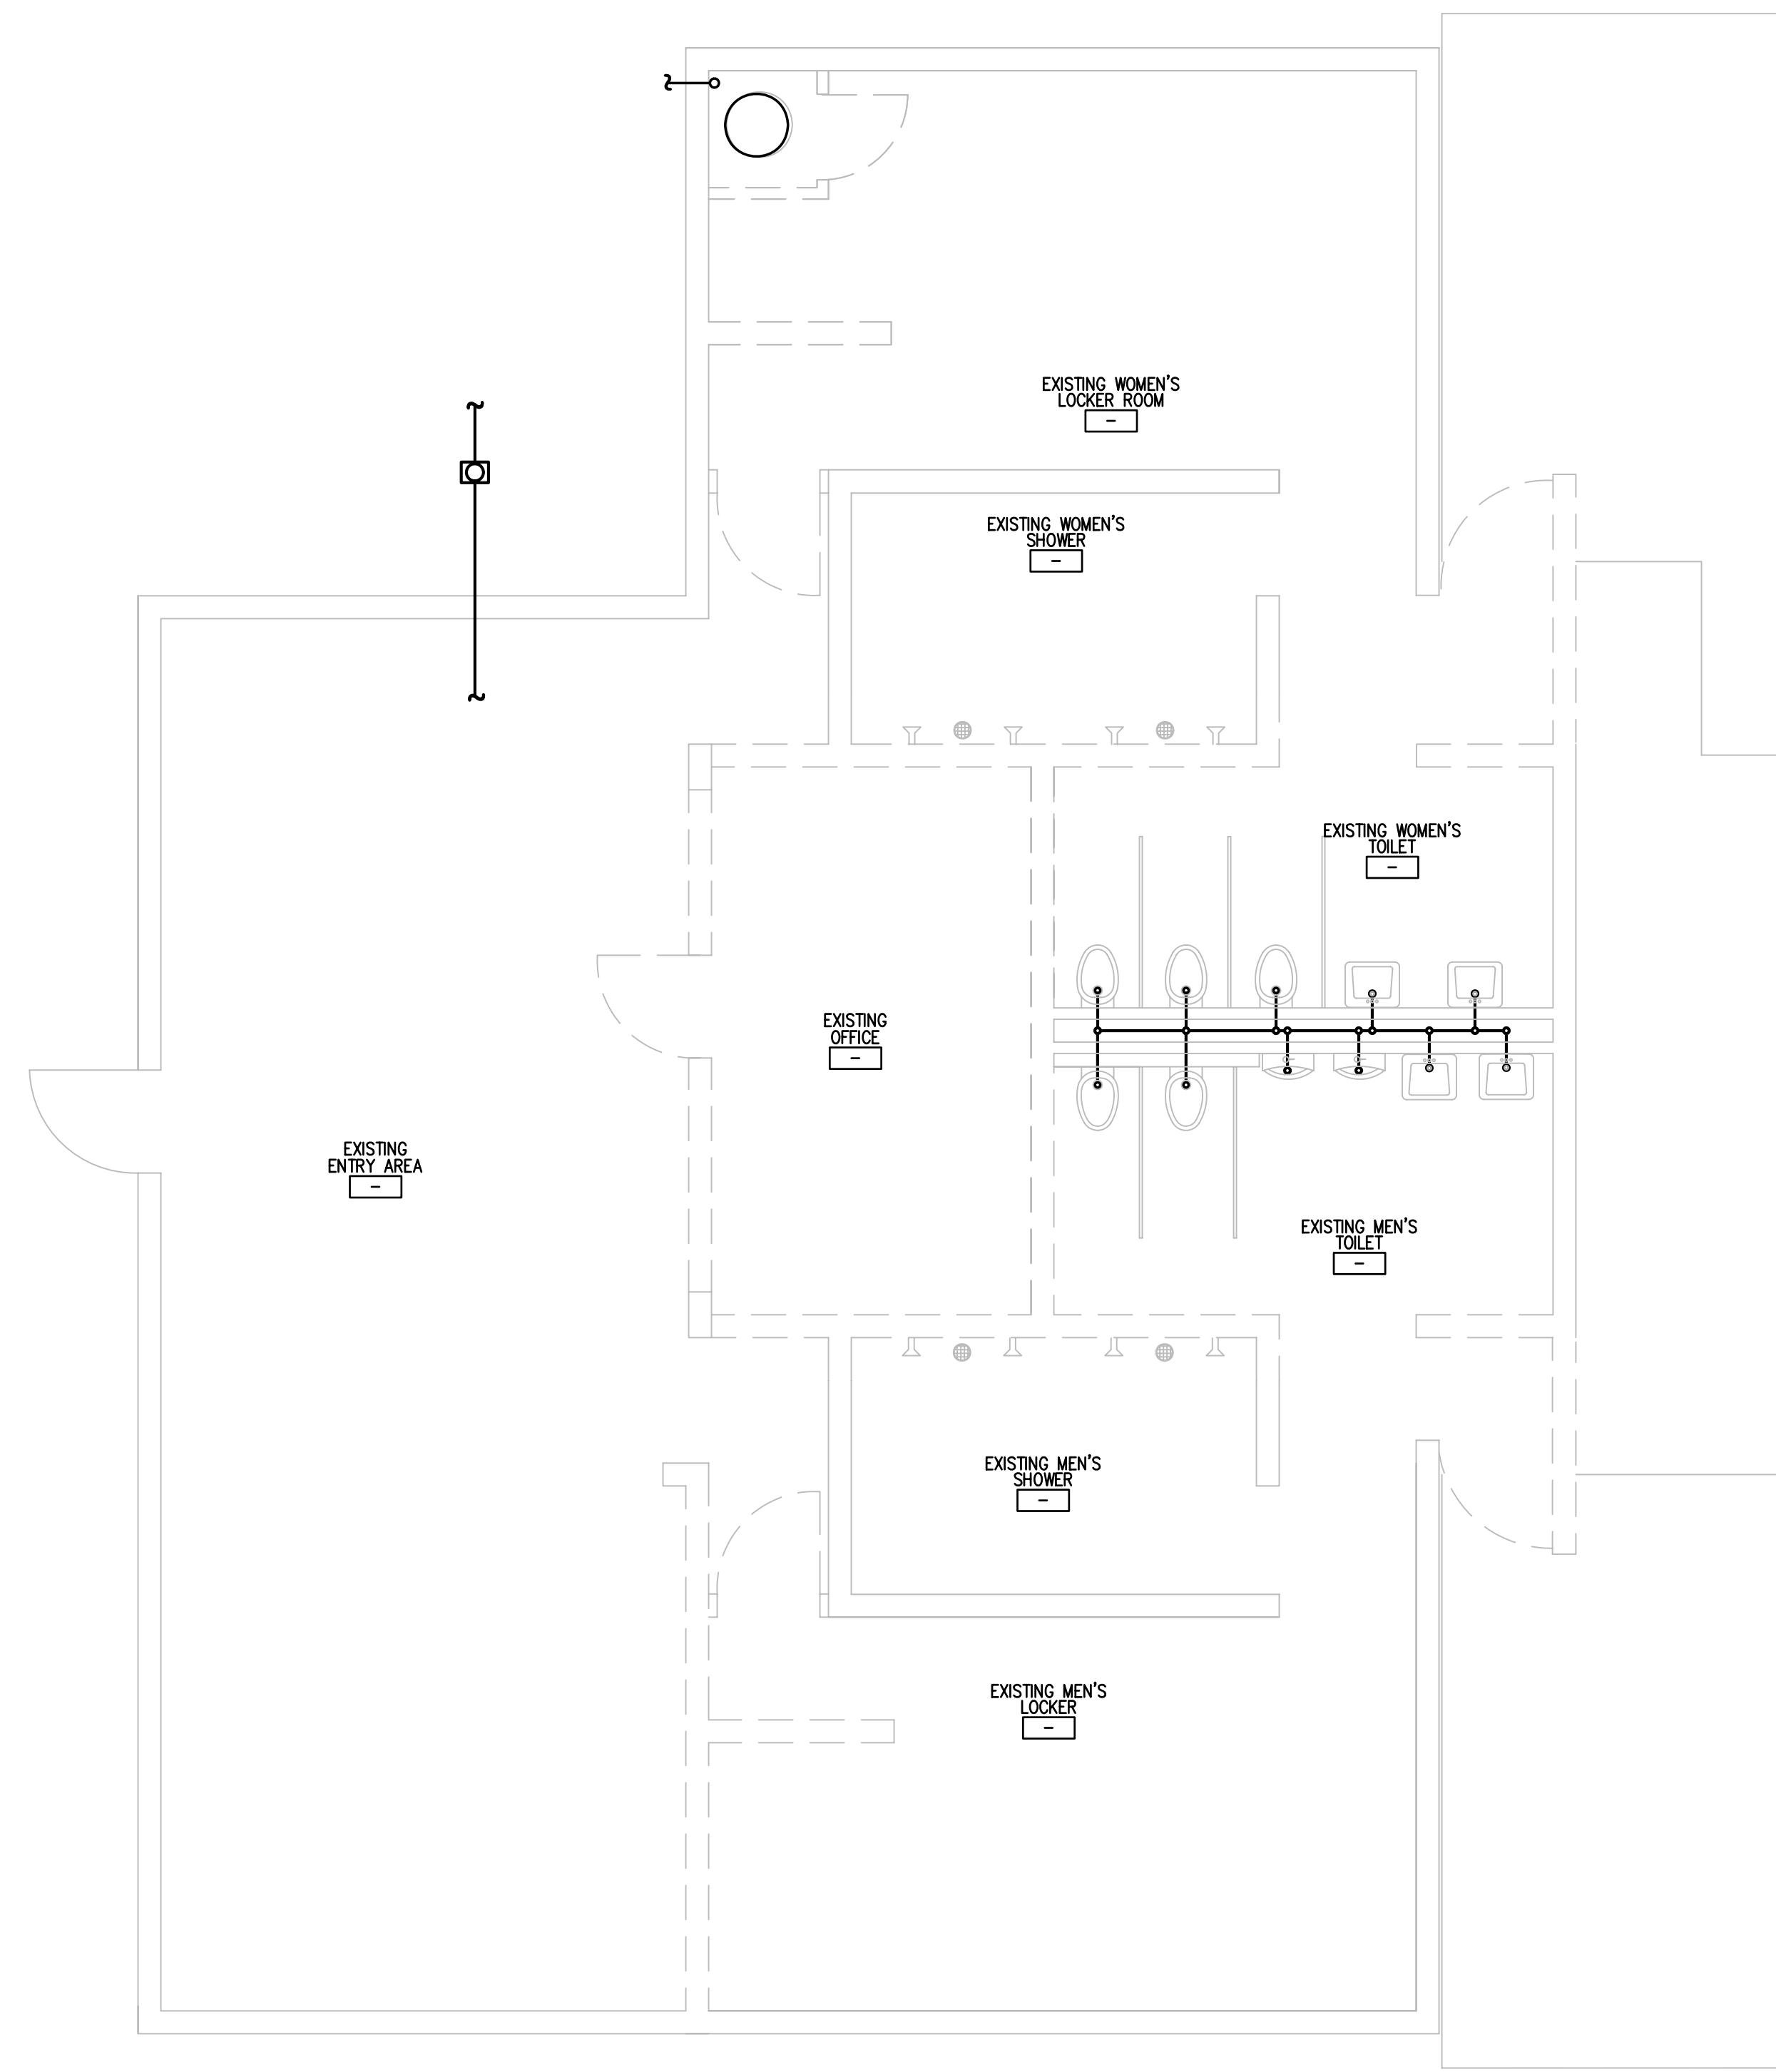 EXISTING WOMEN'S
LOCKER ROOM
-
EXISTING WOMEN'S
SHOWER
-
EXISTING WOMEN'S
TOILET
-
EXISTING
OFFICE
-
EXISTING
ENTRY AREA
-
EXISTING MEN'S
TOILET
-
EXISTING MEN'S
SHOWER
-
EXISTING MEN'S
LOCKER
-